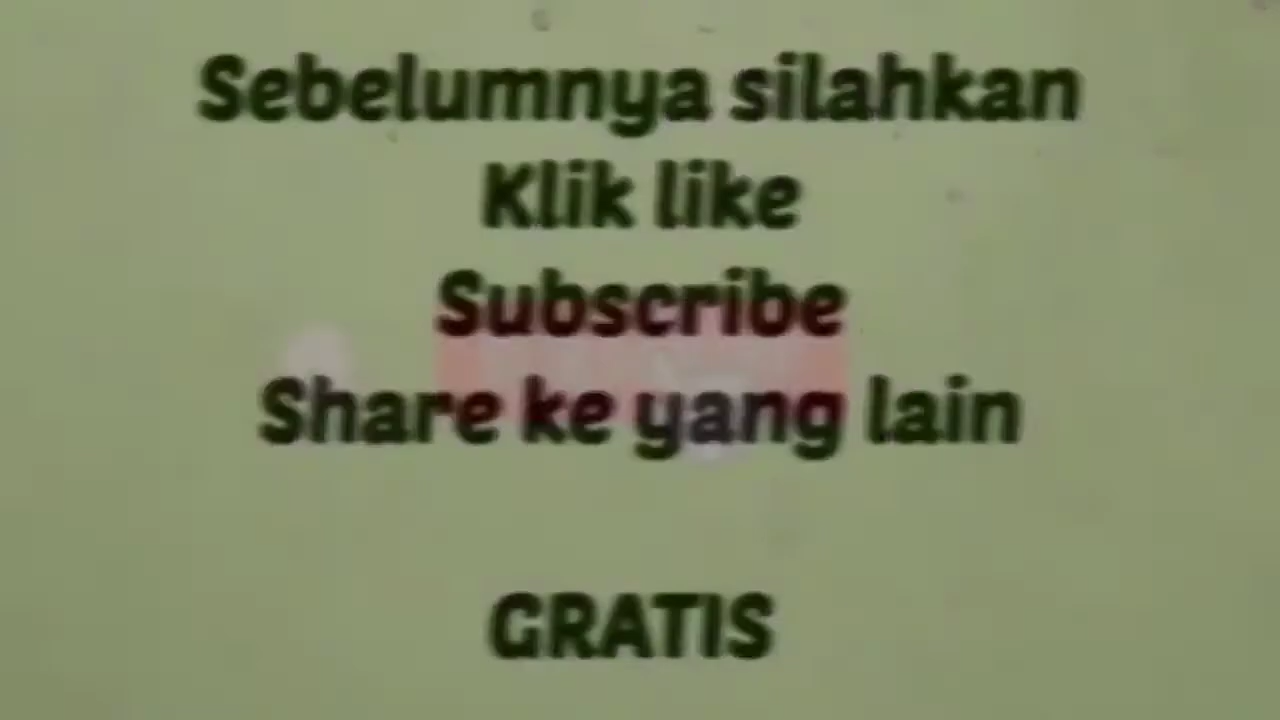 Sebelumnya silahkan
Klik like
Subscribe
Share ke yang lain
GRATIS